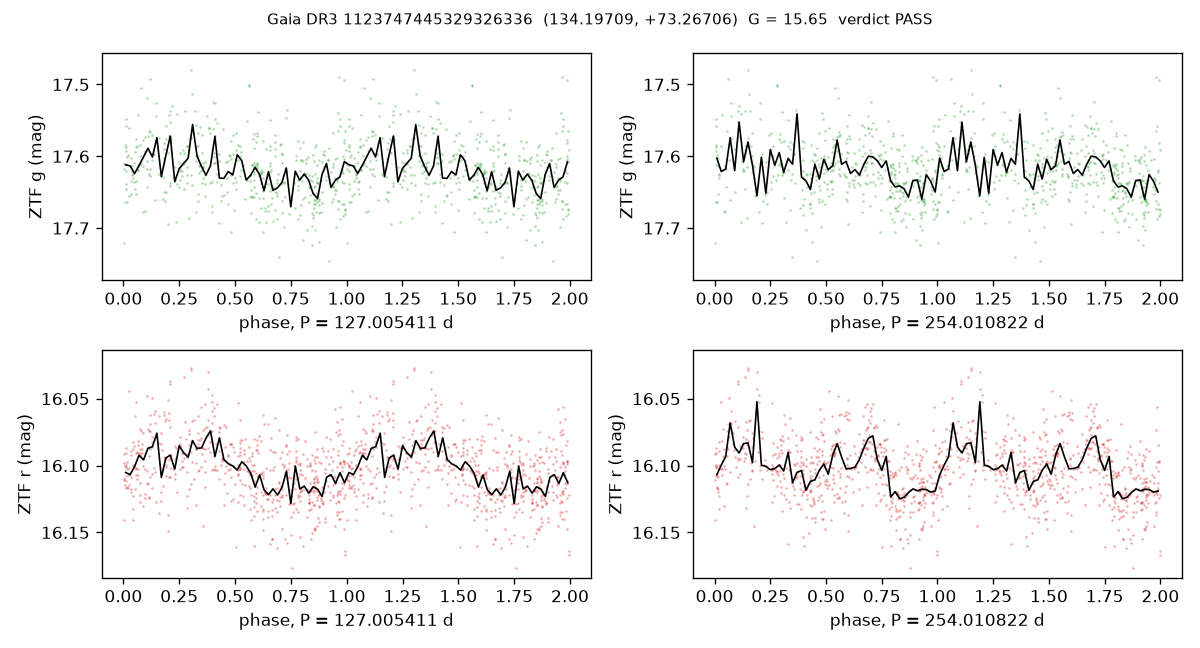 Gaia DR3 1123747445329326336  (134.19709, +73.26706)  G = 15.65  verdict PASS
ZTF g (mag)
17.5
17.6
17.7
0.00 0.25 0.50 0.75 1.00 1.25 1.50 1.75 2.00
phase, P = 127.005411 d
ZTF g (mag)
17.5
17.6
17.7
0.00 0.25 0.50 0.75 1.00 1.25 1.50 1.75 2.00
phase, P = 254.010822 d
ZTF r (mag)
16.05
16.10
16.15
0.00 0.25 0.50 0.75 1.00 1.25 1.50 1.75 2.00
phase, P = 127.005411 d
ZTF r (mag)
16.05
16.10
16.15
0.00 0.25 0.50 0.75 1.00 1.25 1.50 1.75 2.00
phase, P = 254.010822 d